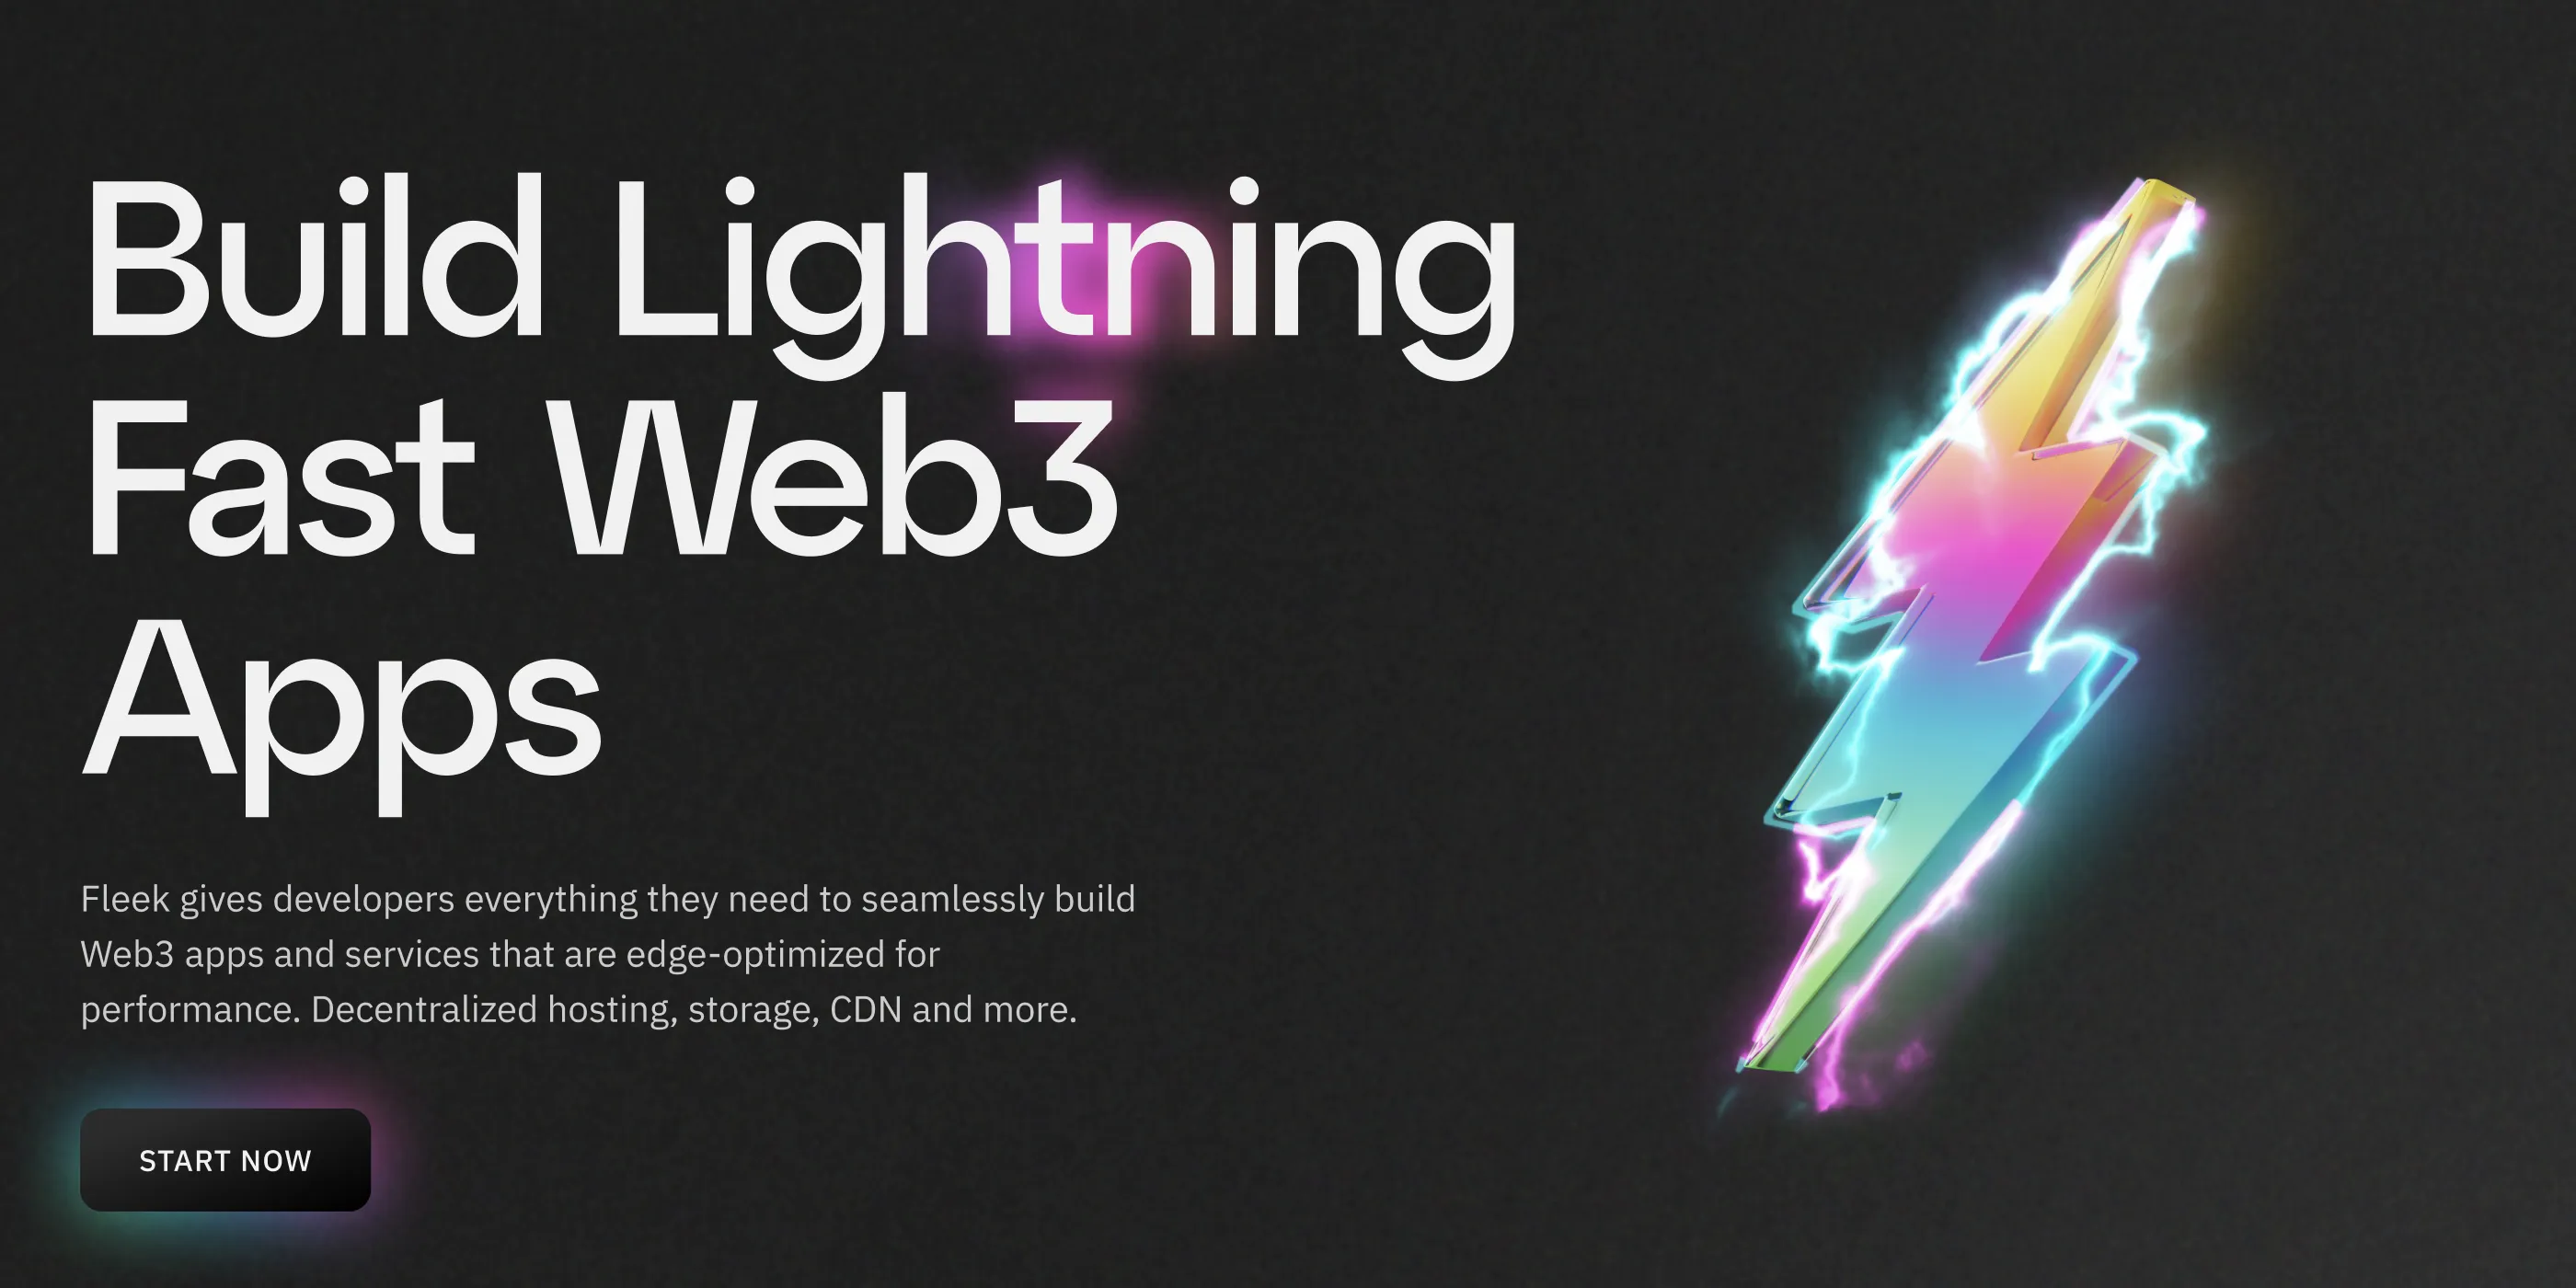 Build Lightning
Fast Web3
Apps
Fleek gives developers everything they need to seamlessly build
Web3 apps and services that are edge-optimized for
performance. Decentralized hosting, storage, CDN and more.
START NOW